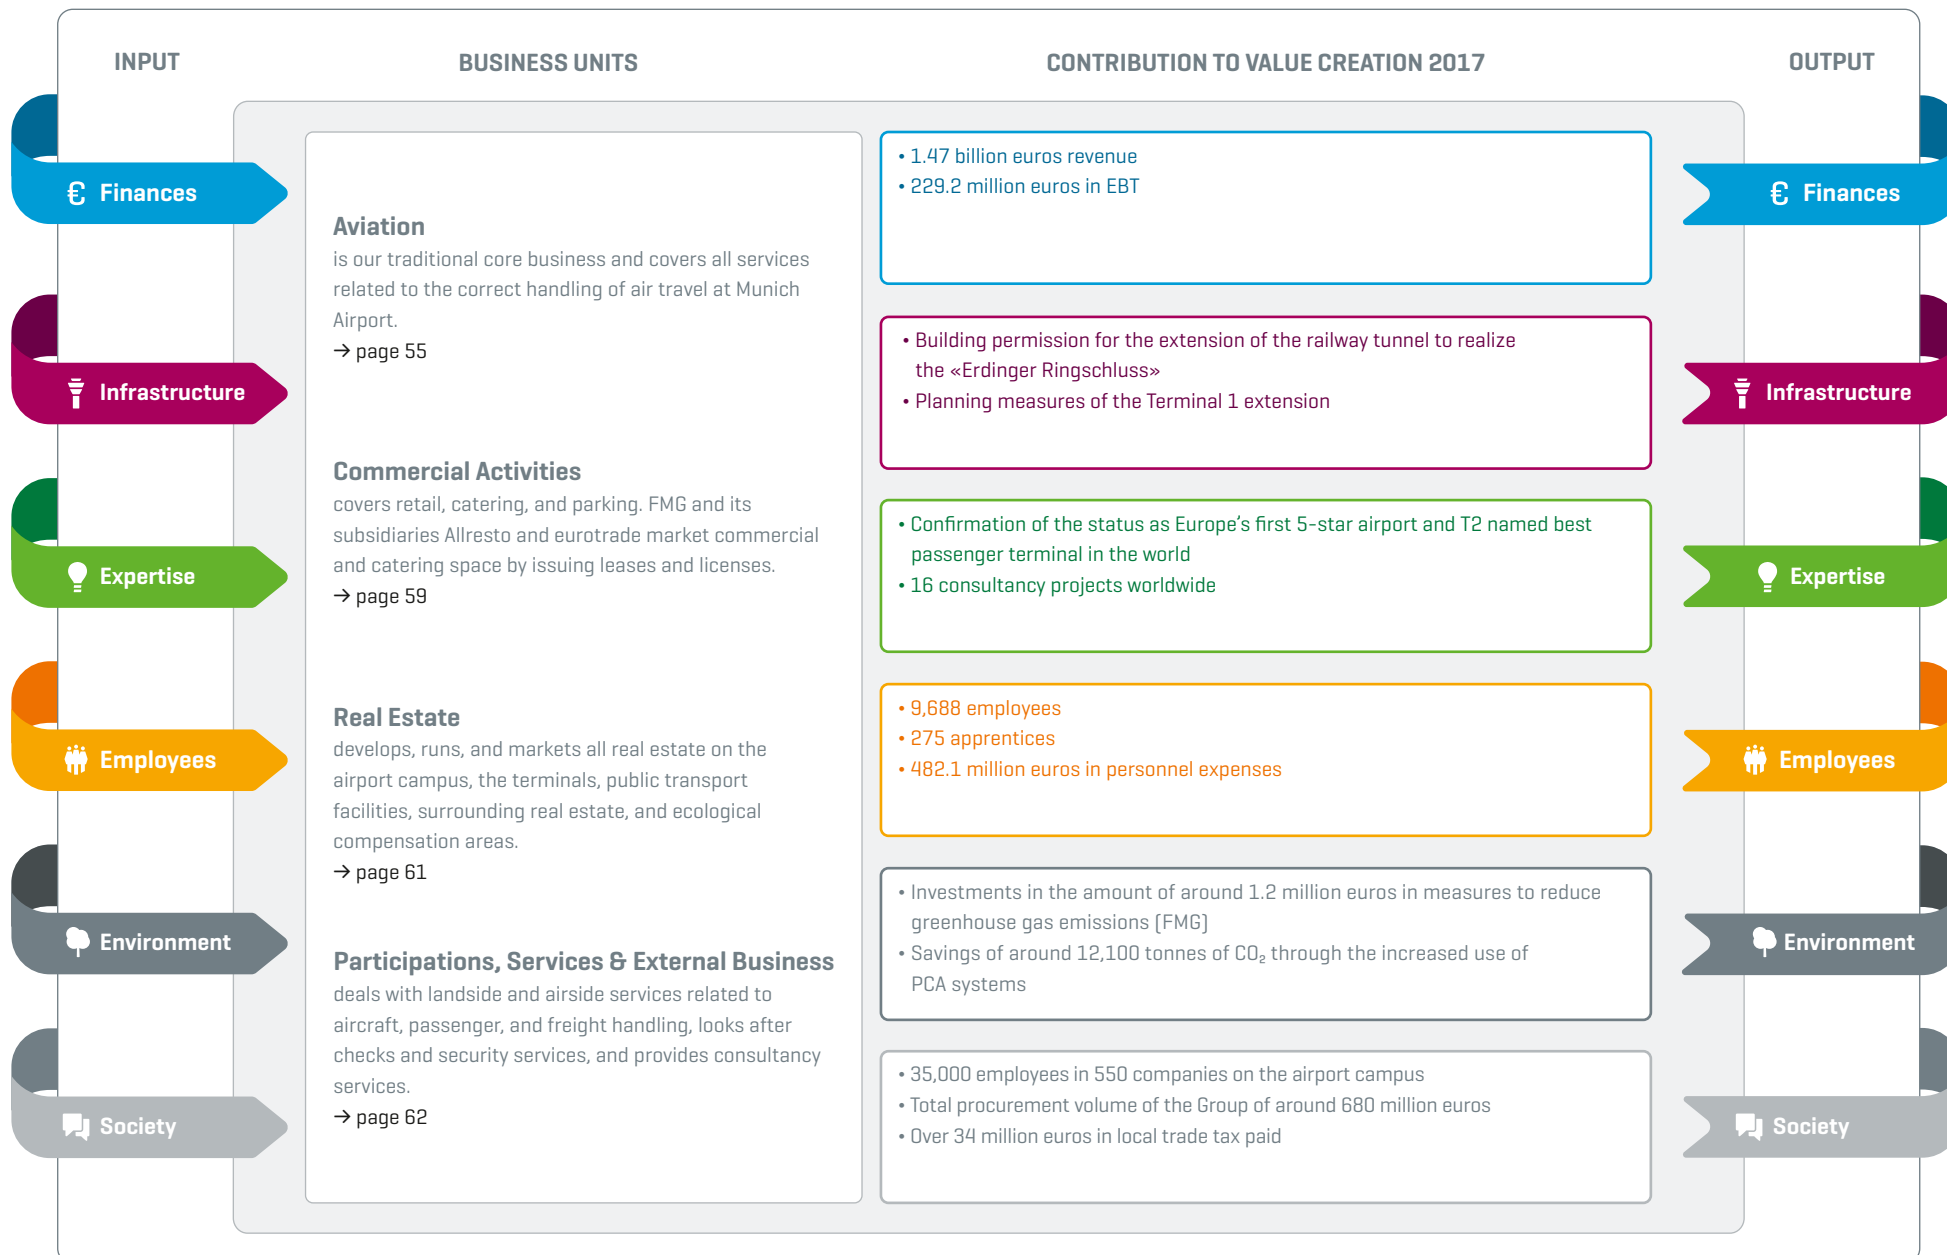 INPUT
BUSINESS UNITS
CONTRIBUTION TO VALUE CREATION 2017
OUTPUT
€ Finances
Infrastructure
Expertise
Employees
Environment
Society
Aviation
is our traditional core business and covers all services
related to the correct handling of air travel at Munich
Airport.
→ page 55
Commercial Activities
covers retail, catering, and parking. FMG and its
subsidiaries Allresto and eurotrade market commercial
and catering space by issuing leases and licenses.
→ page 59
Real Estate
develops, runs, and markets all real estate on the
airport campus, the terminals, public transport
facilities, surrounding real estate, and ecological
compensation areas.
→ page 61
Participations, Services & External Business
deals with landside and airside services related to
aircraft, passenger, and freight handling, looks after
checks and security services, and provides consultancy
services.
→ page 62
• 1.47 billion euros revenue
• 229.2 million euros in EBT
• Building permission for the extension of the railway tunnel to realize
the «Erdinger Ringschluss»
• Planning measures of the Terminal 1 extension
• Confirmation of the status as Europe's first 5-star airport and T2 named best
passenger terminal in the world
• 16 consultancy projects worldwide
• 9,688 employees
• 275 apprentices
• 482.1 million euros in personnel expenses
• Investments in the amount of around 1.2 million euros in measures to reduce
greenhouse gas emissions (FMG)
• Savings of around 12,100 tonnes of CO₂ through the increased use of
PCA systems
• 35,000 employees in 550 companies on the airport campus
• Total procurement volume of the Group of around 680 million euros
• Over 34 million euros in local trade tax paid
€ Finances
Infrastructure
Expertise
Employees
Environment
Society